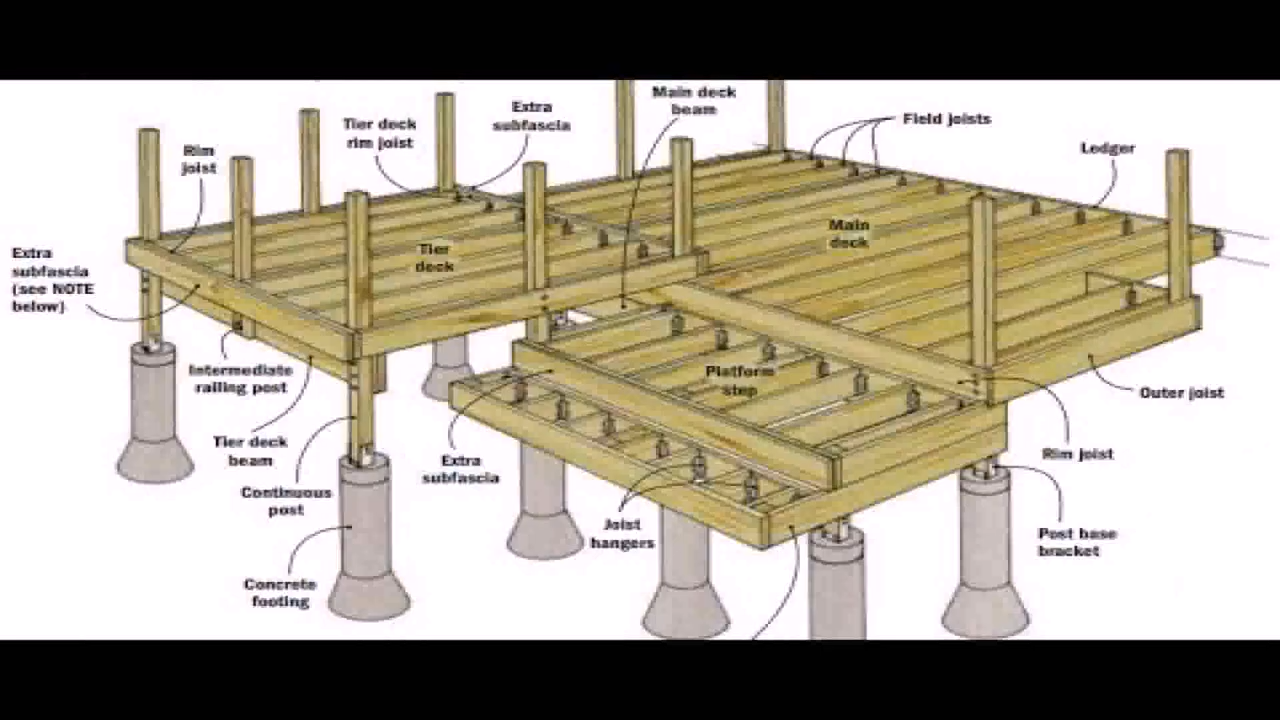 Main deck
beam
Extra
subfascia
Tier deck
rim joist
Field joists
Rim
joist
Ledger
Main
deck
Tier
deck
Extra
subfascia
(see NOTE
below)
Intermediate
railing post
Platform
step
Outer joist
Tier deck
beam
Extra
subfascia
Rim joist
Continuous
post
Joist
hangers
Post base
bracket
Concrete
footing